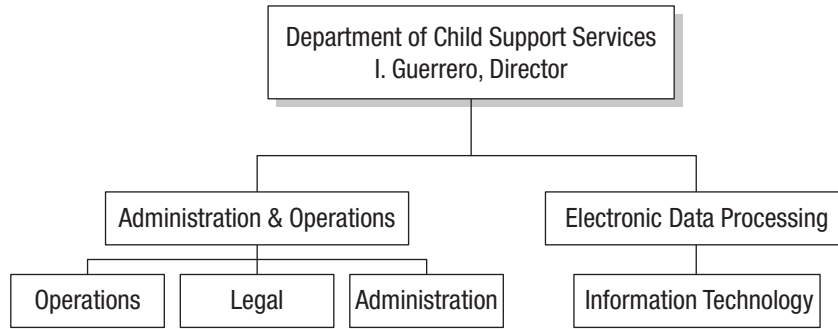 Department of Child Support Services
I. Guerrero, Director
Administration & Operations
Electronic Data Processing
Operations
Legal
Administration
Information Technology